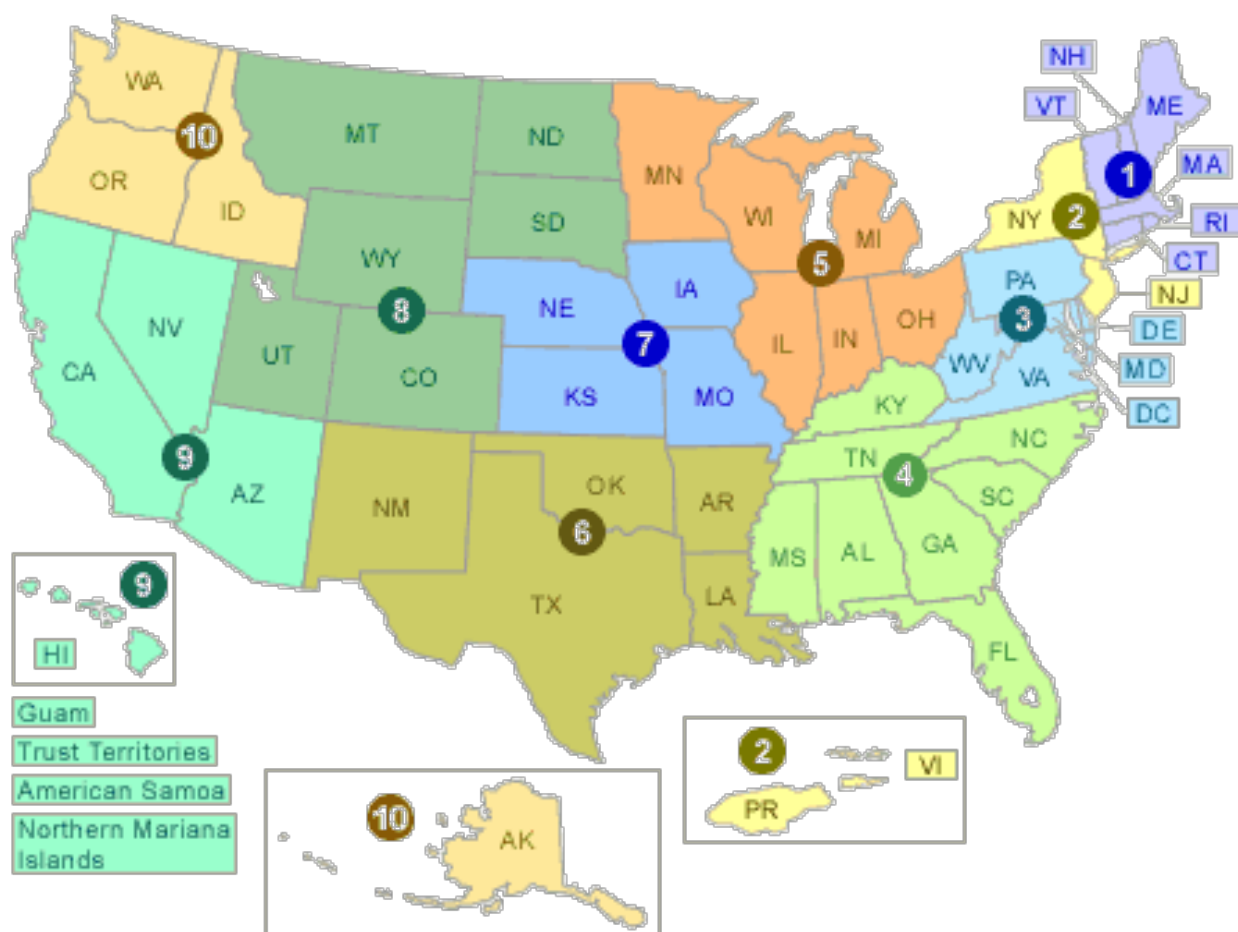 NH
WA
VT
ME
10
MT
ND
MN
OR
ID
WI
MI
1
MA
NY
2
RI
SD
WY
5
CT
PA
NJ
NE
IA
8
NV
7
3
DE
UT
CO
IL
IN
OH
CA
KS
MO
WV
VA
MD
KY
DC
9
TN
NC
AZ
NM
OK
AR
4
SC
6
MS
AL
GA
9
TX
LA
HI
FL
Guam
Trust Territories
American Samoa
Northern Mariana
Islands
2
VI
PR
10
AK